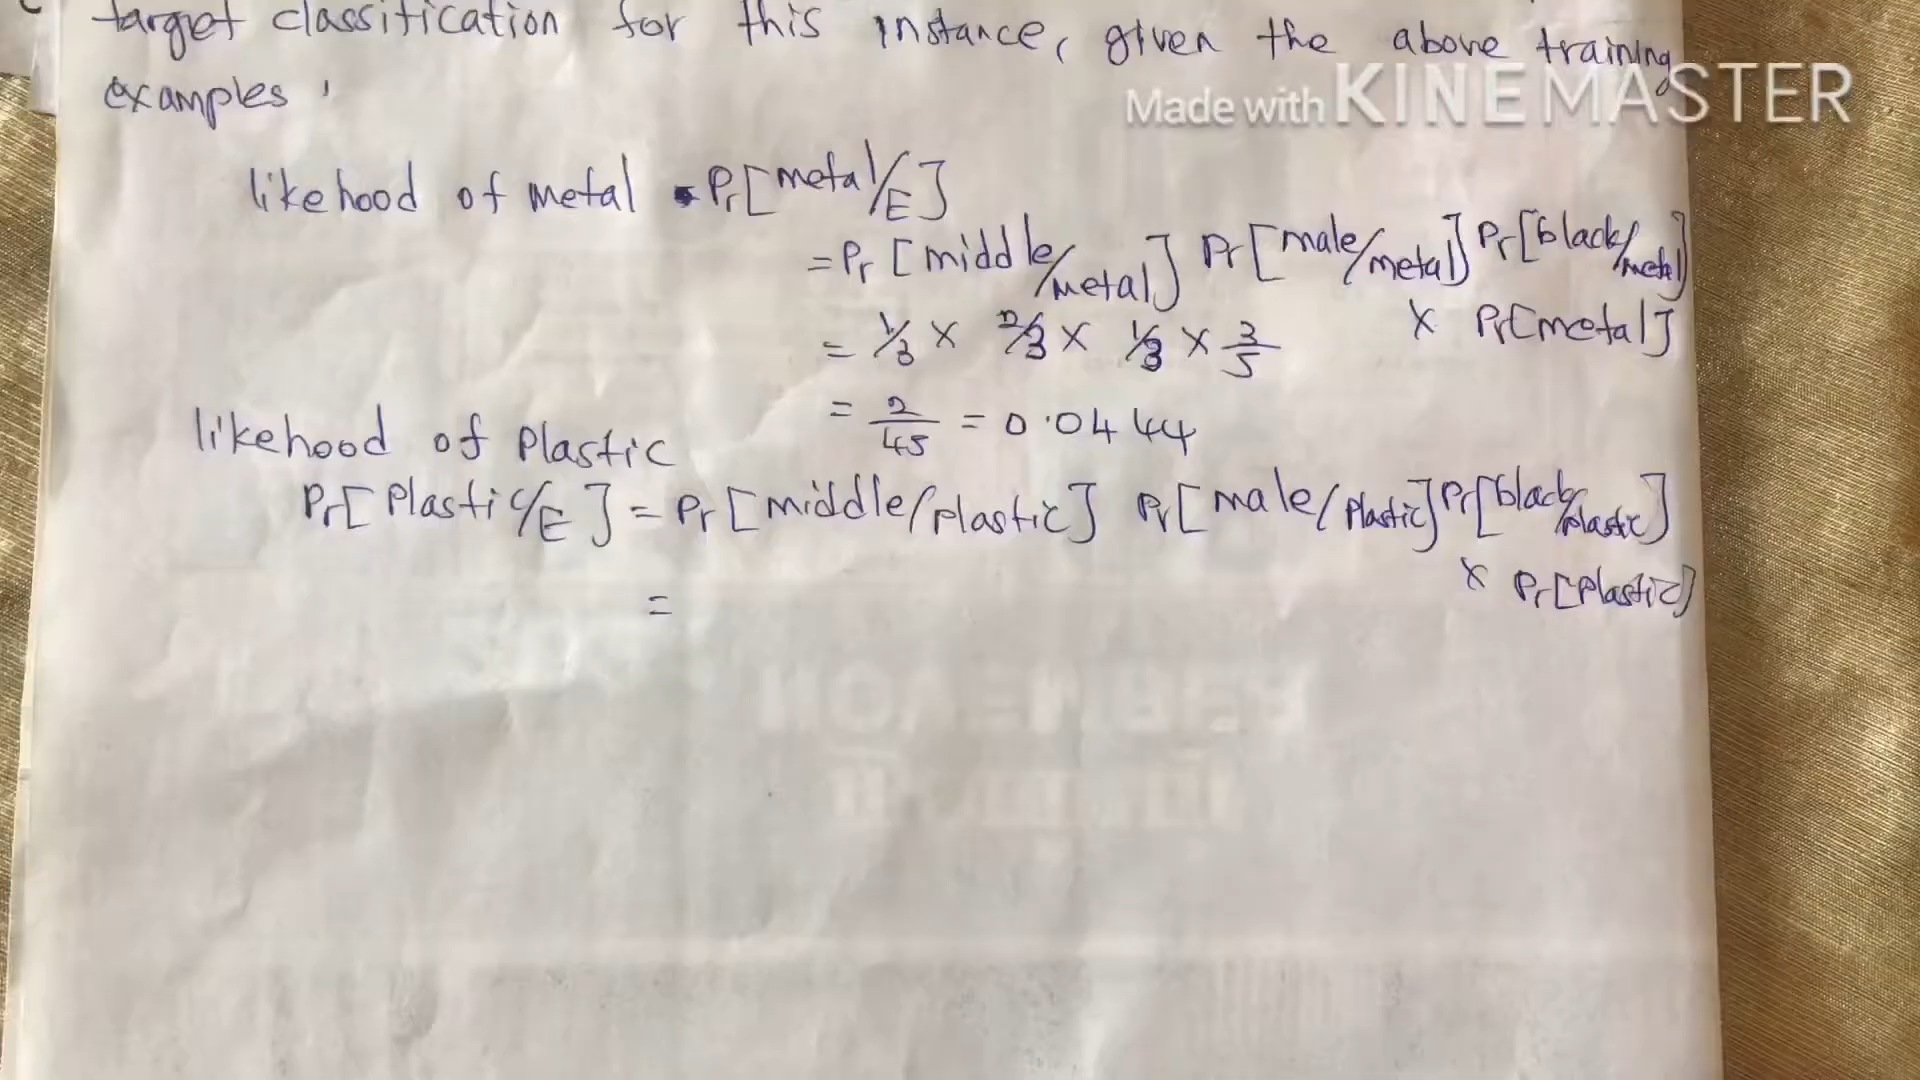 target classification for this instance, given the above training
examples.
Made with KINEMASTER
likehood of metal Pr[metal/E]
= Pr[middle/metal] Pr[male/metal] Pr[black/metal]
x Pr[metal]
= 1/3 x 2/3 x 1/3 x 3/5
= 2/45 = 0.0444
likehood of plastic
Pr[Plastic/E] = Pr[middle/plastic] Pr[male/plastic] Pr[black/plastic]
x Pr[plastic]
=